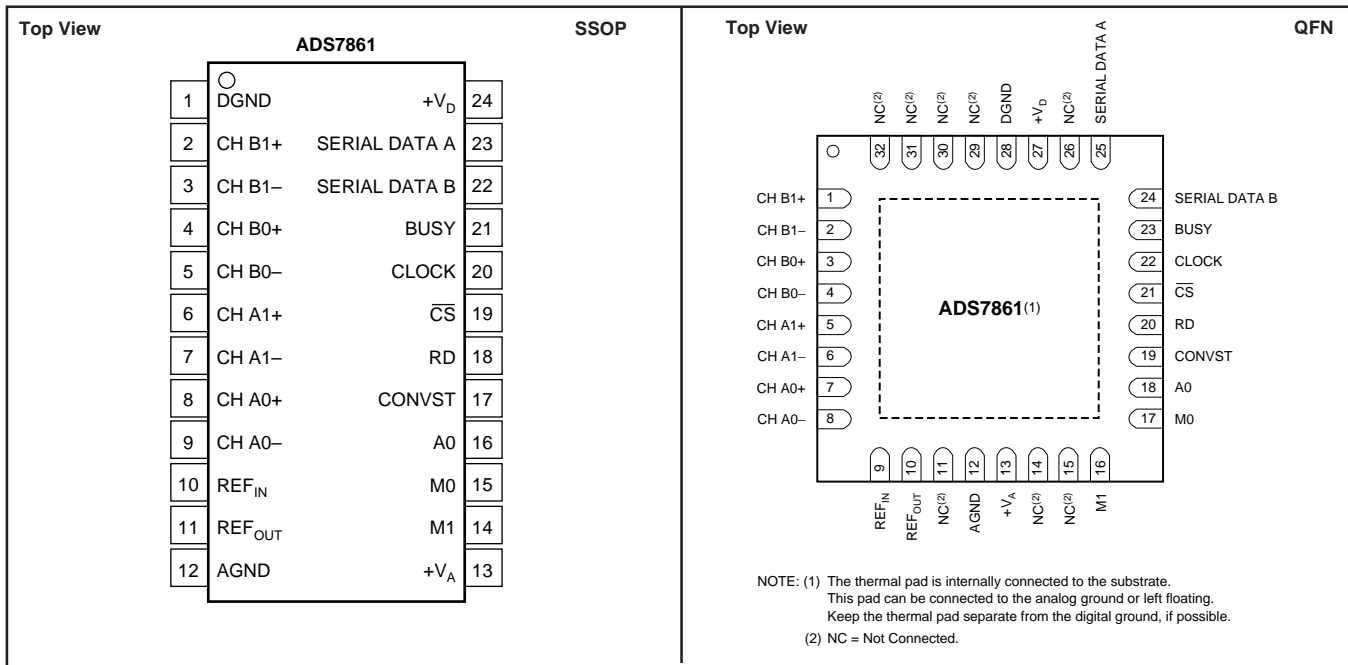 Top View SSOP
ADS7861
1 DGND +VD 24
2 CH B1+ SERIAL DATA A 23
3 CH B1– SERIAL DATA B 22
4 CH B0+ BUSY 21
5 CH B0– CLOCK 20
6 CH A1+ CS 19
7 CH A1– RD 18
8 CH A0+ CONVST 17
9 CH A0– A0 16
10 REFIN M0 15
11 REFOUT M1 14
12 AGND +VA 13
Top View QFN
NC(2) NC(2) NC(2) NC(2) DGND +VD NC(2) SERIAL DATA A
32 31 30 29 28 27 26 25
CH B1+ 1 24 SERIAL DATA B
CH B1– 2 23 BUSY
CH B0+ 3 22 CLOCK
CH B0– 4 21 CS
ADS7861(1)
CH A1+ 5 20 RD
CH A1– 6 19 CONVST
CH A0+ 7 18 A0
CH A0– 8 17 M0
9 10 11 12 13 14 15 16
REFIN REFOUT NC(2) AGND +VA NC(2) NC(2) M1
NOTE: (1) The thermal pad is internally connected to the substrate.
This pad can be connected to the analog ground or left floating.
Keep the thermal pad separate from the digital ground, if possible.
(2) NC = Not Connected.